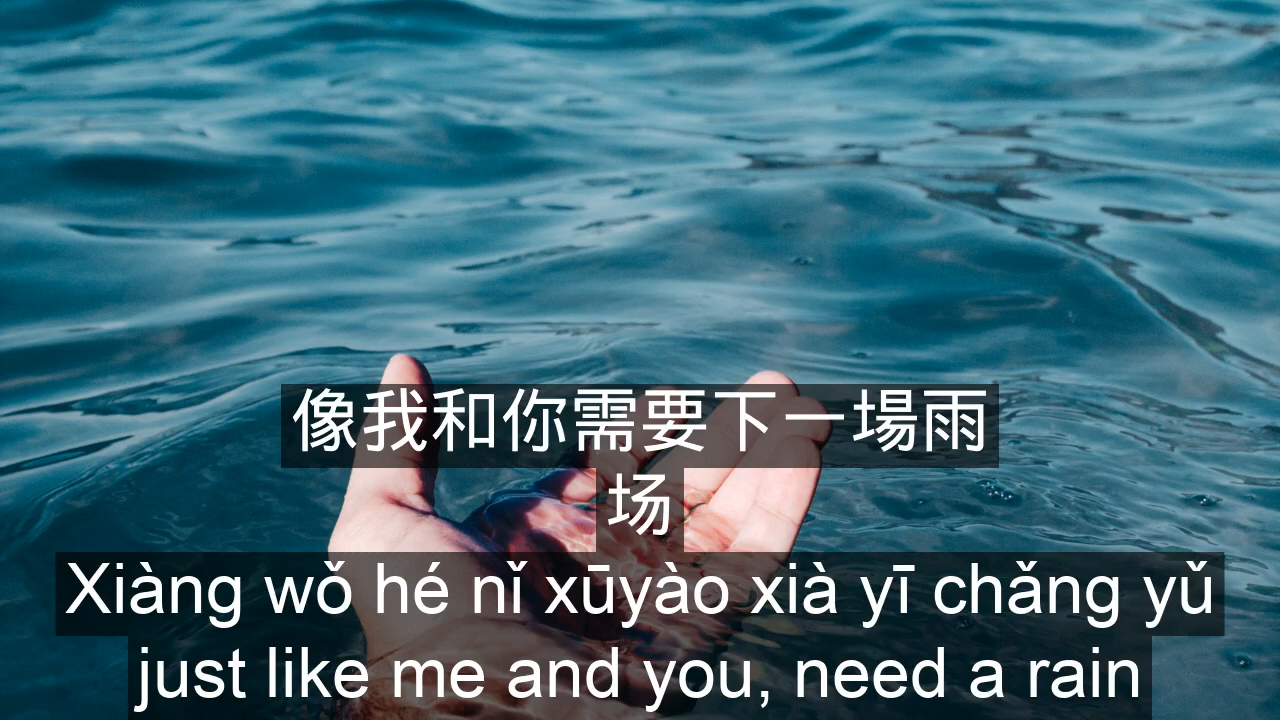 像我和你需要下一場雨
场
Xiàng wǒ hé nǐ xūyào xià yī chǎng yǔ
just like me and you, need a rain